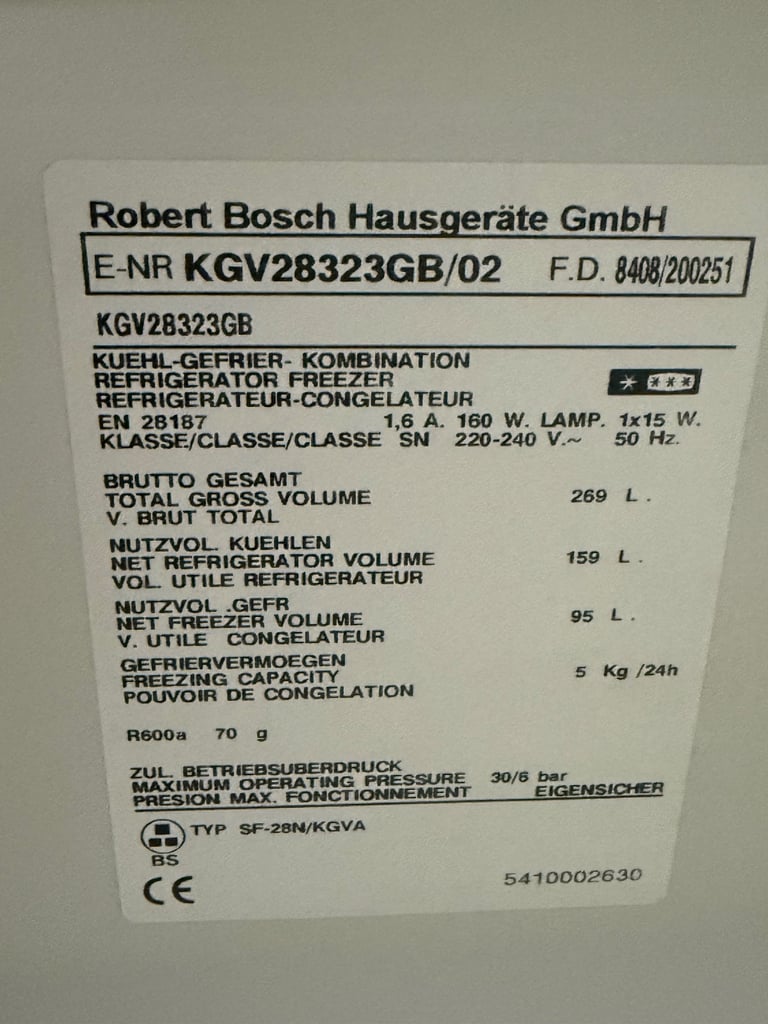 Robert Bosch Hausgeräte GmbH
E-NR KGV28323GB/02 F.D. 8408/200251
KGV28323GB
KUEHL-GEFRIER- KOMBINATION
REFRIGERATOR FREEZER
REFRIGERATEUR-CONGELATEUR
EN 28187 1,6 A. 160 W. LAMP. 1x15 W.
KLASSE/CLASSE/CLASSE SN 220-240 V.~ 50 Hz.
BRUTTO GESAMT
TOTAL GROSS VOLUME 269 L .
V. BRUT TOTAL
NUTZVOL. KUEHLEN
NET REFRIGERATOR VOLUME 159 L .
VOL. UTILE REFRIGERATEUR
NUTZVOL .GEFR
NET FREEZER VOLUME 95 L .
V. UTILE CONGELATEUR
GEFRIERVERMOEGEN
FREEZING CAPACITY 5 Kg /24h
POUVOIR DE CONGELATION
R600a 70 g
ZUL. BETRIEBSUBERDRUCK
MAXIMUM OPERATING PRESSURE 30/6 bar
PRESION MAX. FONCTIONNEMENT EIGENSICHER
TYP SF-28N/KGVA
BS
CE 5410002630